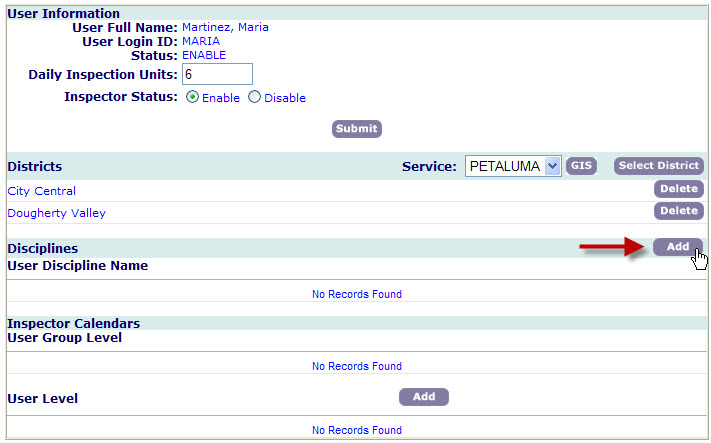 User Information
User Full Name: Martinez, Maria
User Login ID: MARIA
Status: ENABLE
Daily Inspection Units: 6
Inspector Status: Enable Disable
Submit
Districts Service: PETALUMA GIS Select District
City Central Delete
Dougherty Valley Delete
Disciplines Add
User Discipline Name
No Records Found
Inspector Calendars
User Group Level
No Records Found
User Level Add
No Records Found